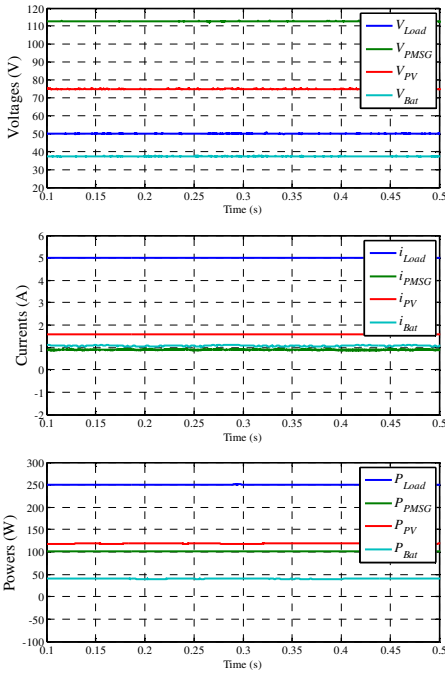 120
110
100
90
80
70
60
50
40
30
20
Voltages (V)
0.1 0.15 0.2 0.25 0.3 0.35 0.4 0.45 0.5
Time (s)
V_Load
V_PMSG
V_PV
V_Bat
6
5
4
3
2
1
0
-1
-2
Currents (A)
0.1 0.15 0.2 0.25 0.3 0.35 0.4 0.45 0.5
Time (s)
i_Load
i_PMSG
i_PV
i_Bat
300
250
200
150
100
50
0
-50
-100
Powers (W)
0.1 0.15 0.2 0.25 0.3 0.35 0.4 0.45 0.5
Time (s)
P_Load
P_PMSG
P_PV
P_Bat